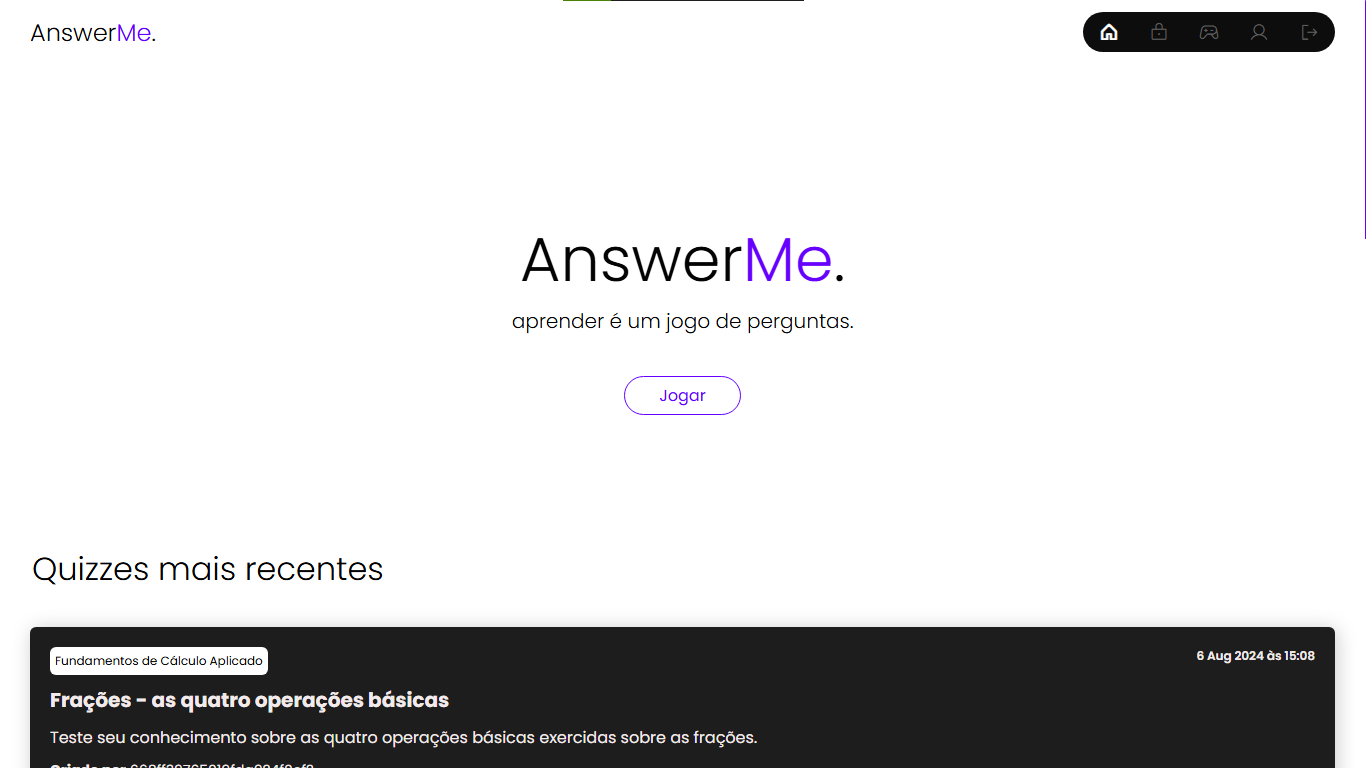 AnswerMe.
AnswerMe.
aprender é um jogo de perguntas.
Jogar
Quizzes mais recentes
Fundamentos de Cálculo Aplicado
6 Aug 2024 às 15:08
Frações - as quatro operações básicas
Teste seu conhecimento sobre as quatro operações básicas exercidas sobre as frações.
Criado por